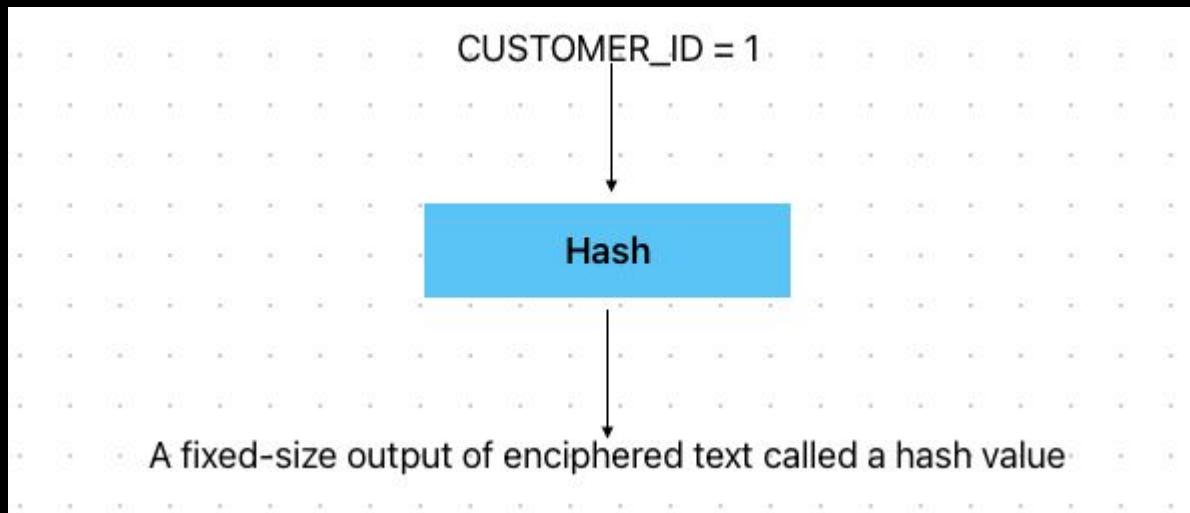 CUSTOMER_ID = 1
Hash
A fixed-size output of enciphered text called a hash value